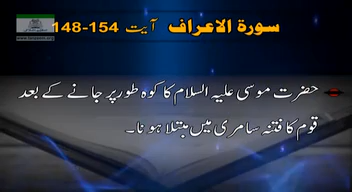 سورة الاعراف آیت 154-148
حضرت موسیٰ علیہ السلام کا کوہ طور پر جانے کے بعد
قوم کا فتنہ سامری میں مبتلا ہونا۔